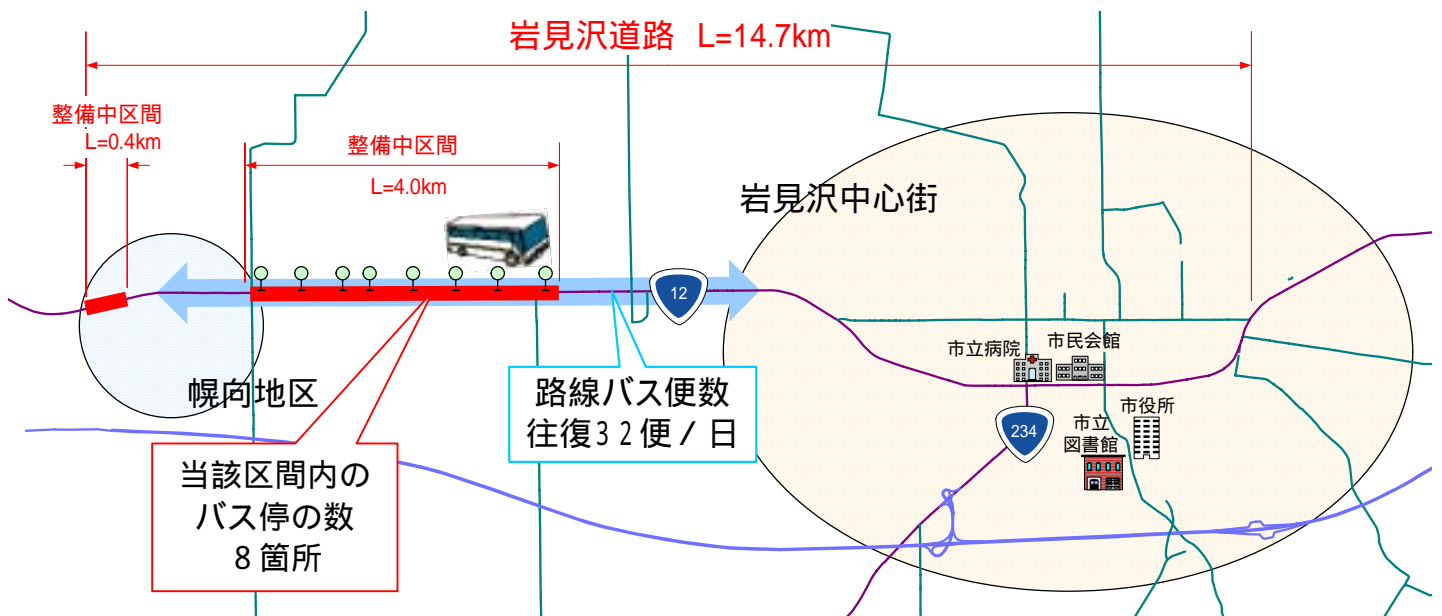 岩見沢道路 L=14.7km
整備中区間
L=0.4km
整備中区間
L=4.0km
岩見沢中心街
12
市立病院
市民会館
幌向地区
路線バス便数
往復32便/日
234
市立
図書館
市役所
当該区間内の
バス停の数
8箇所